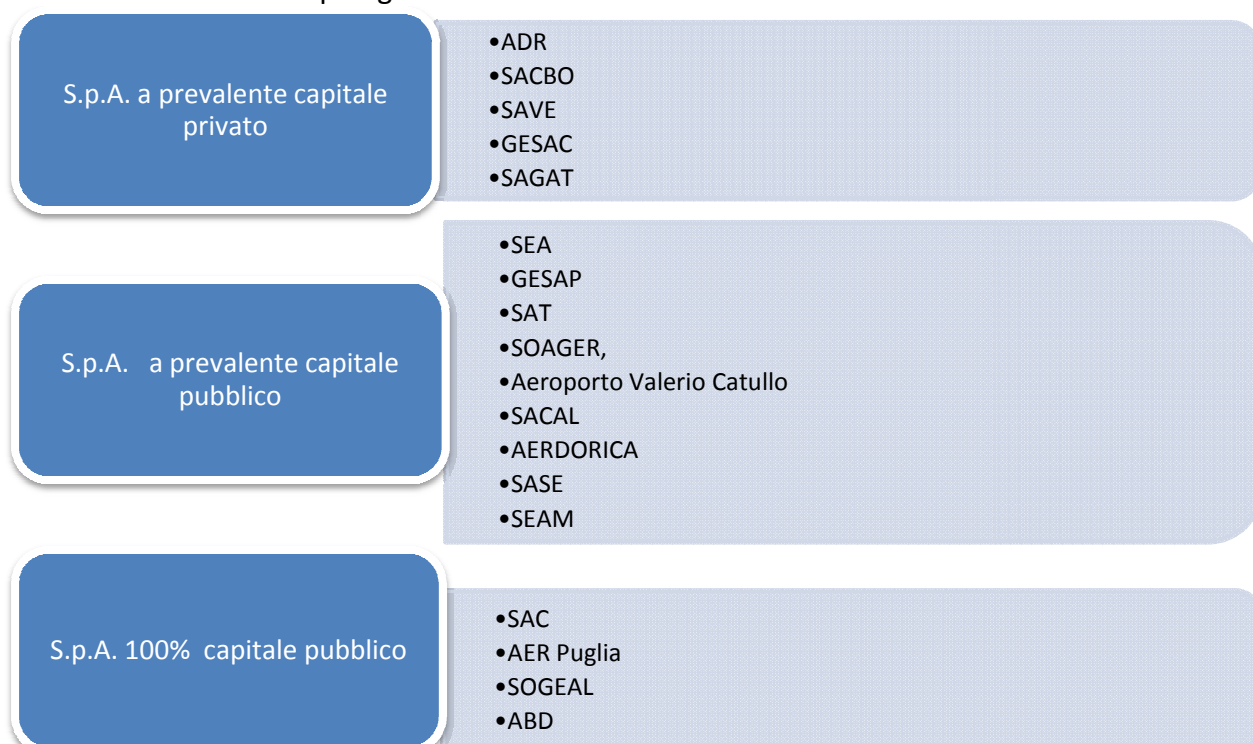 S.p.A. a prevalente capitale
privato
•ADR
•SACBO
•SAVE
•GESAC
•SAGAT
S.p.A. a prevalente capitale
pubblico
•SEA
•GESAP
•SAT
•SOAGER,
•Aeroporto Valerio Catullo
•SACAL
•AERDORICA
•SASE
•SEAM
S.p.A. 100% capitale pubblico
•SAC
•AER Puglia
•SOGEAL
•ABD